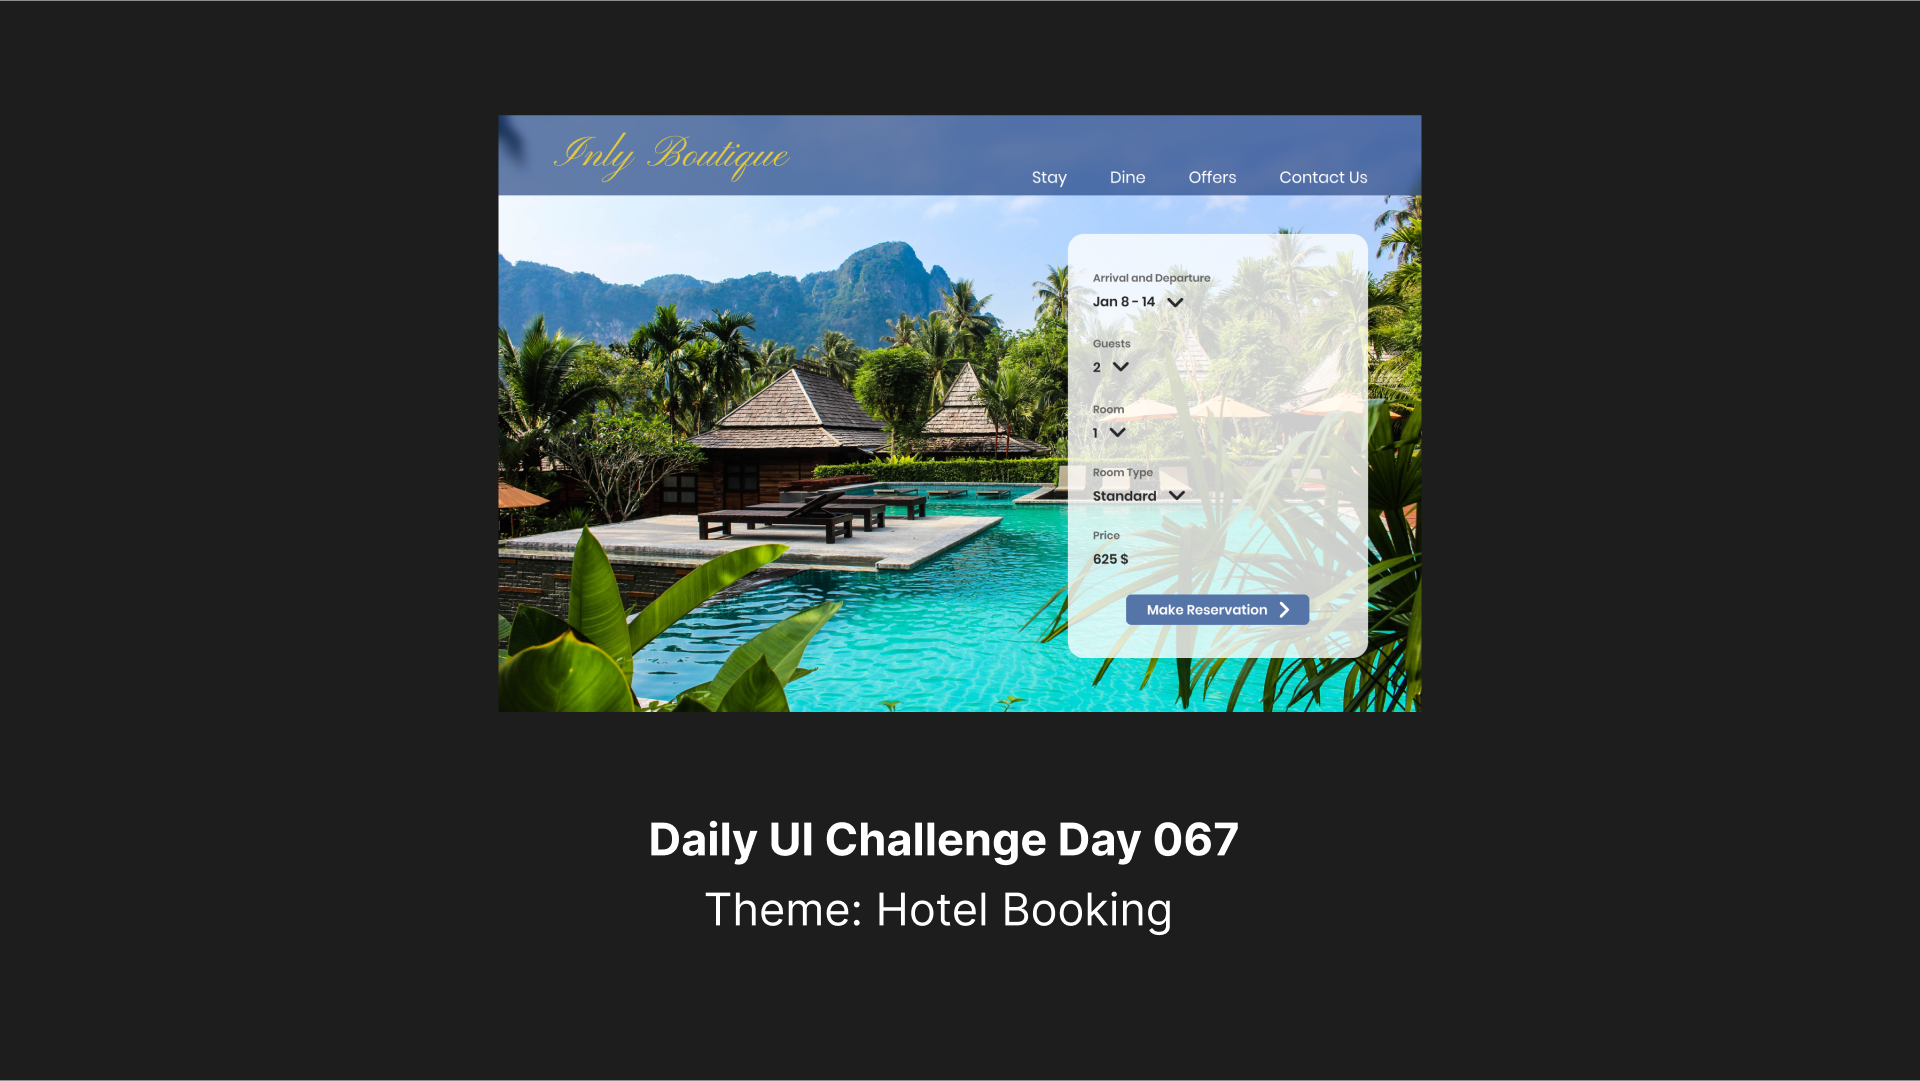 Inly Boutique
Stay Dine Offers Contact Us
Arrival and Departure
Jan 8 - 14
Guests
2
Room
1
Room Type
Standard
Price
625 $
Make Reservation
Daily UI Challenge Day 067
Theme: Hotel Booking